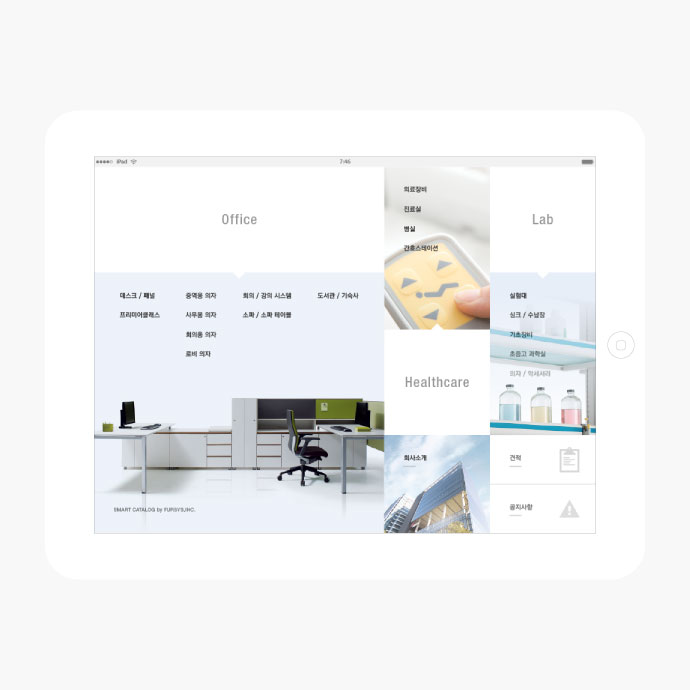 iPad
7:46
Office
데스크 / 패널
중역용 의자
회의 / 강의 시스템
도서관 / 기숙사
프리미어클래스
사무용 의자
소파 / 소파 테이블
회의용 의자
로비 의자
SMART CATALOG by FURSYS,INC.
의료장비
진료실
병실
간호스테이션
Healthcare
회사소개
Lab
실험대
싱크 / 수납장
기초장비
초중고 과학실
의자 / 악세사리
견적
공지사항